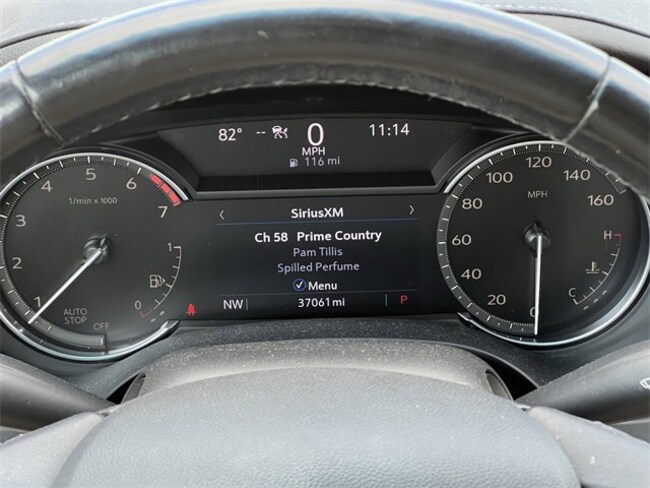 82° -- 0 11:14
MPH
116 mi
1 2 3 4 5 6 7
1/min x 1000
AUTO STOP OFF
1
0
‹ SiriusXM ›
Ch 58 Prime Country
Pam Tillis
Spilled Perfume
Menu
NW 37061mi P
0 20 40 60 80 100 120 140 160
MPH
H
C